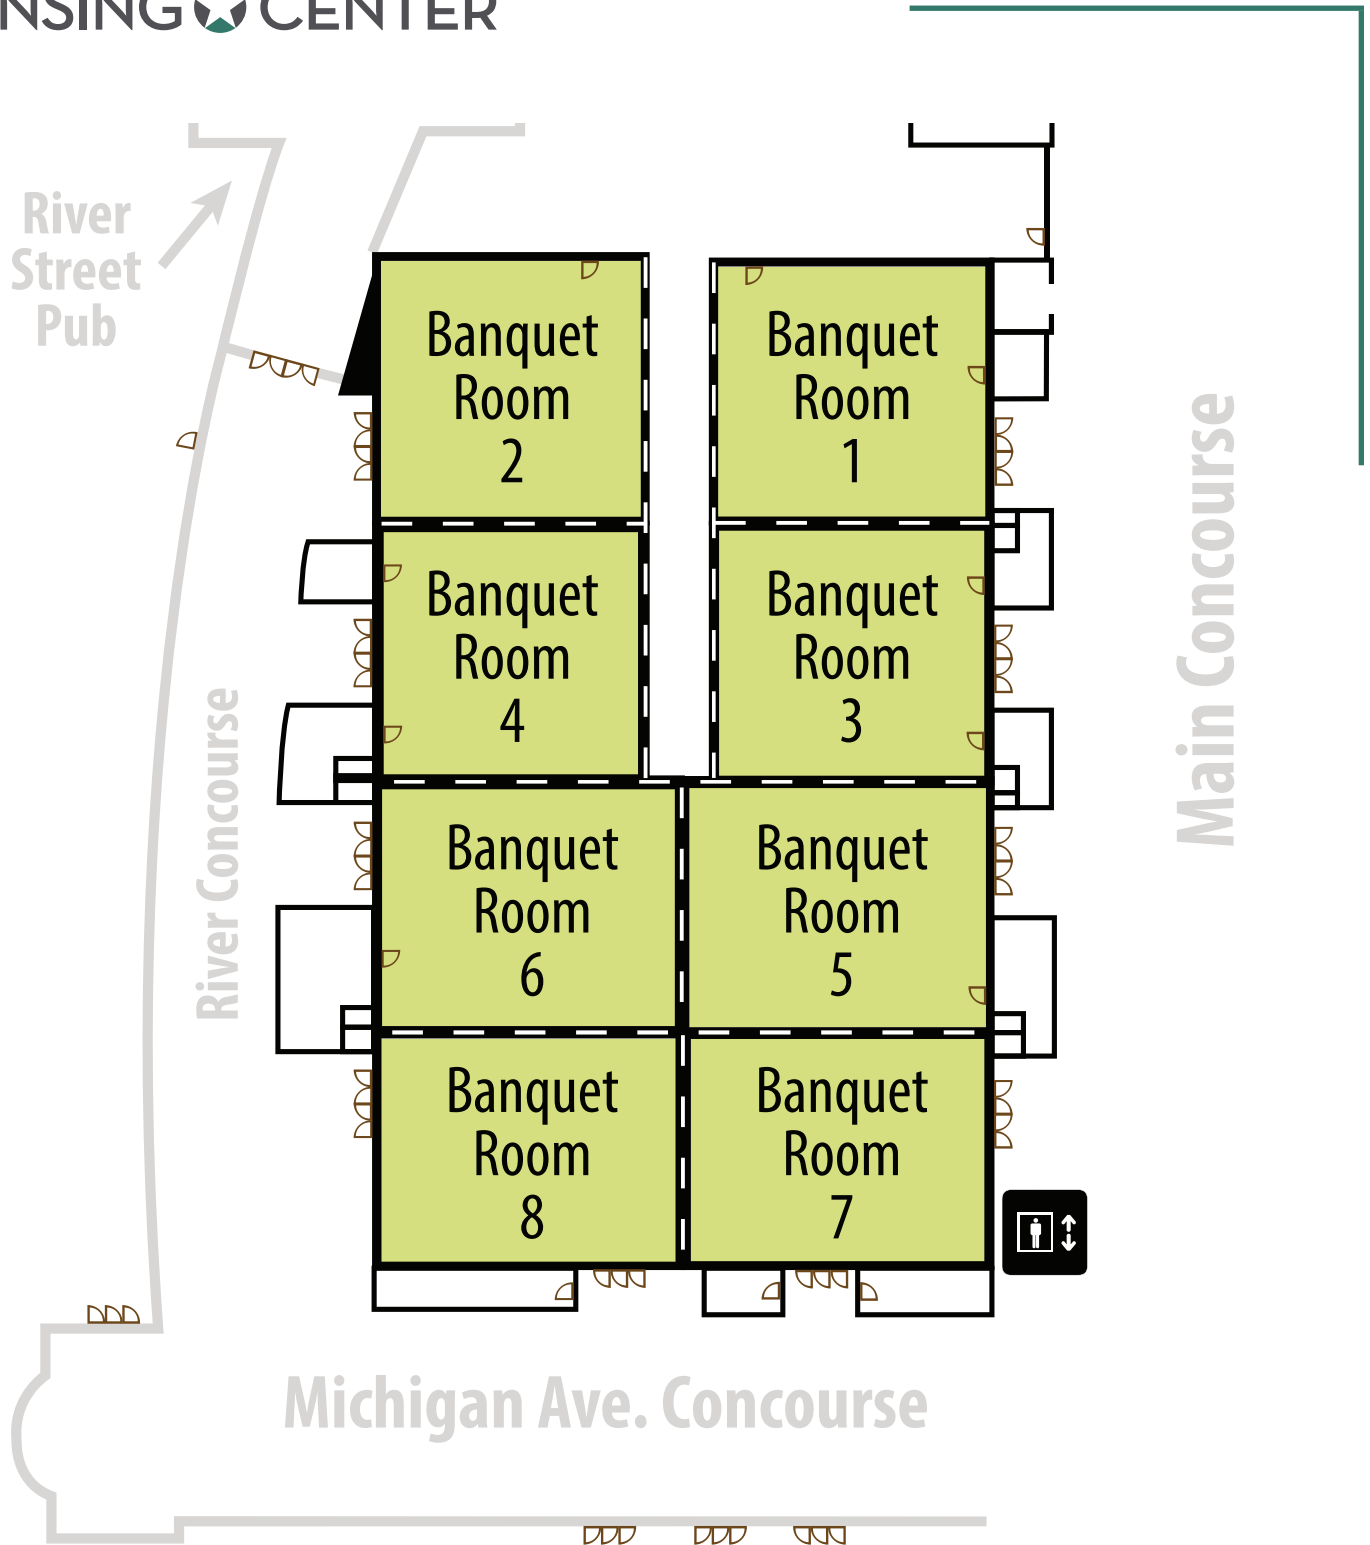 NSING CENTER
River
Street
Pub
Banquet
Room
2
Banquet
Room
1
Banquet
Room
4
Banquet
Room
3
Main Concourse
River Concourse
Banquet
Room
6
Banquet
Room
5
Banquet
Room
8
Banquet
Room
7
Michigan Ave. Concourse